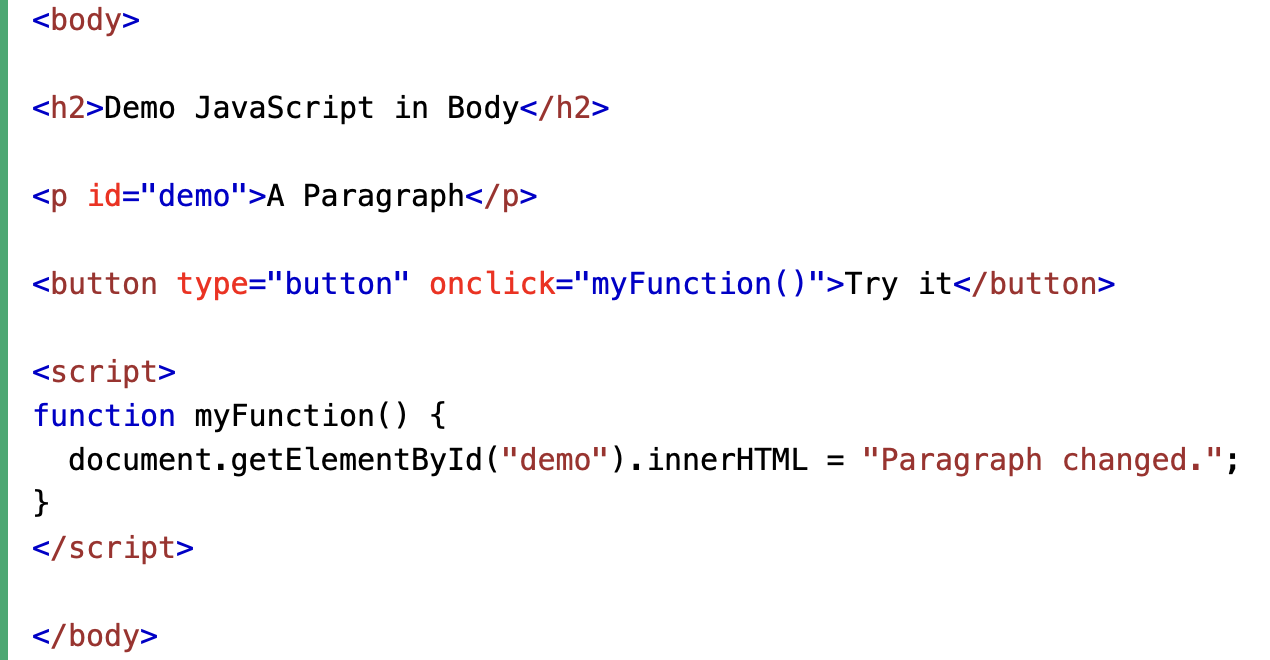 <body>
<h2>Demo JavaScript in Body</h2>
<p id="demo">A Paragraph</p>
<button type="button" onclick="myFunction()">Try it</button>
<script>
function myFunction() {
  document.getElementById("demo").innerHTML = "Paragraph changed.";
}
</script>
</body>